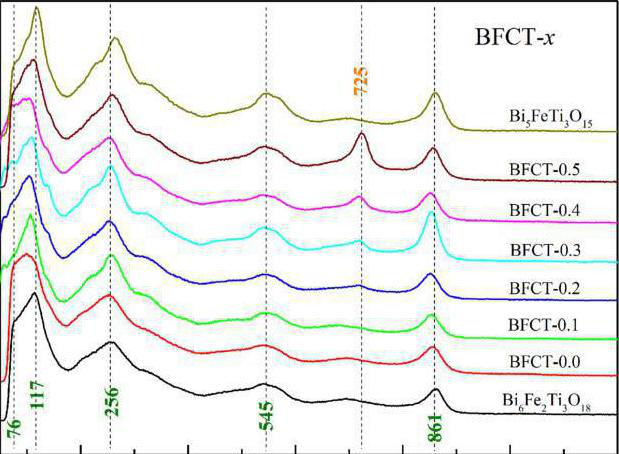 BFCT-x
725
Bi₅FeTi₃O₁₅
BFCT-0.5
BFCT-0.4
BFCT-0.3
BFCT-0.2
BFCT-0.1
BFCT-0.0
Bi₆Fe₂Ti₃O₁₈
76
117
256
545
861